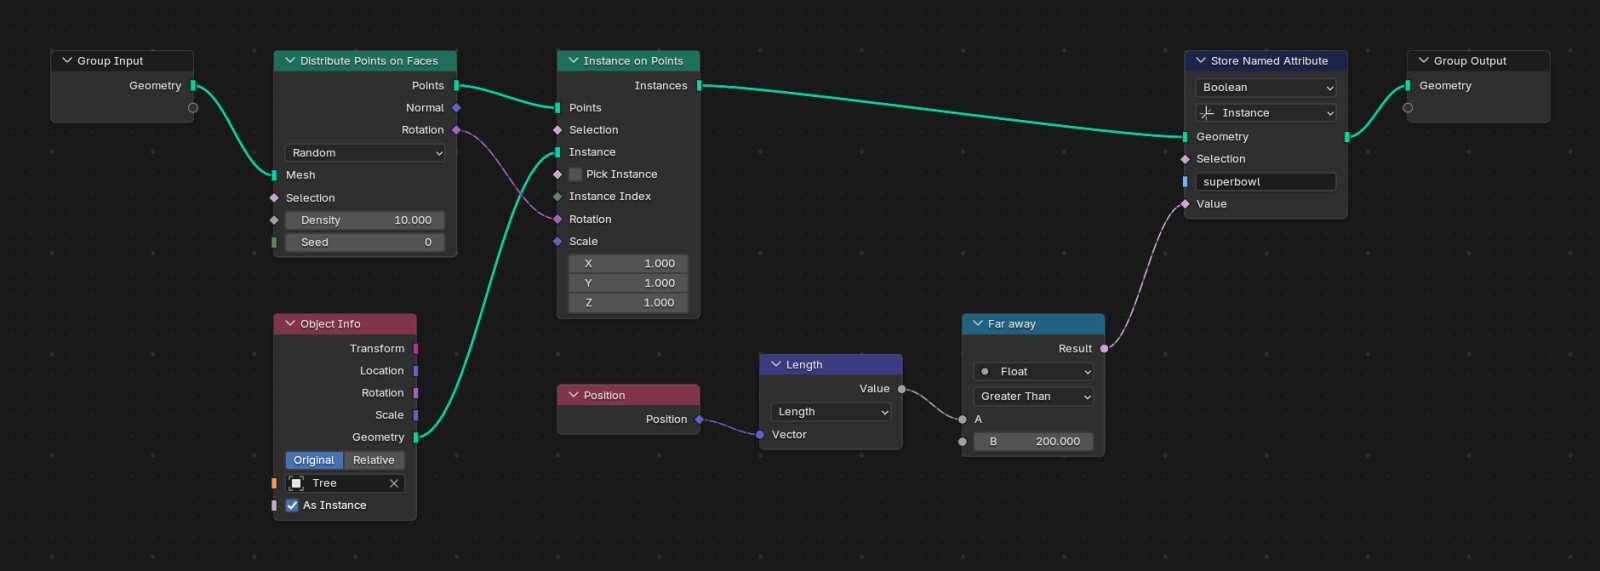 Group Input
Geometry
Distribute Points on Faces
Points
Normal
Rotation
Random
Mesh
Selection
Density 10.000
Seed 0
Object Info
Transform
Location
Rotation
Scale
Geometry
Original Relative
Tree
As Instance
Instance on Points
Instances
Points
Selection
Instance
Pick Instance
Instance Index
Rotation
Scale
X 1.000
Y 1.000
Z 1.000
Position
Position
Length
Value
Length
Vector
Far away
Result
Float
Greater Than
A
B 200.000
Store Named Attribute
Boolean
Instance
Geometry
Selection
superbowl
Value
Group Output
Geometry